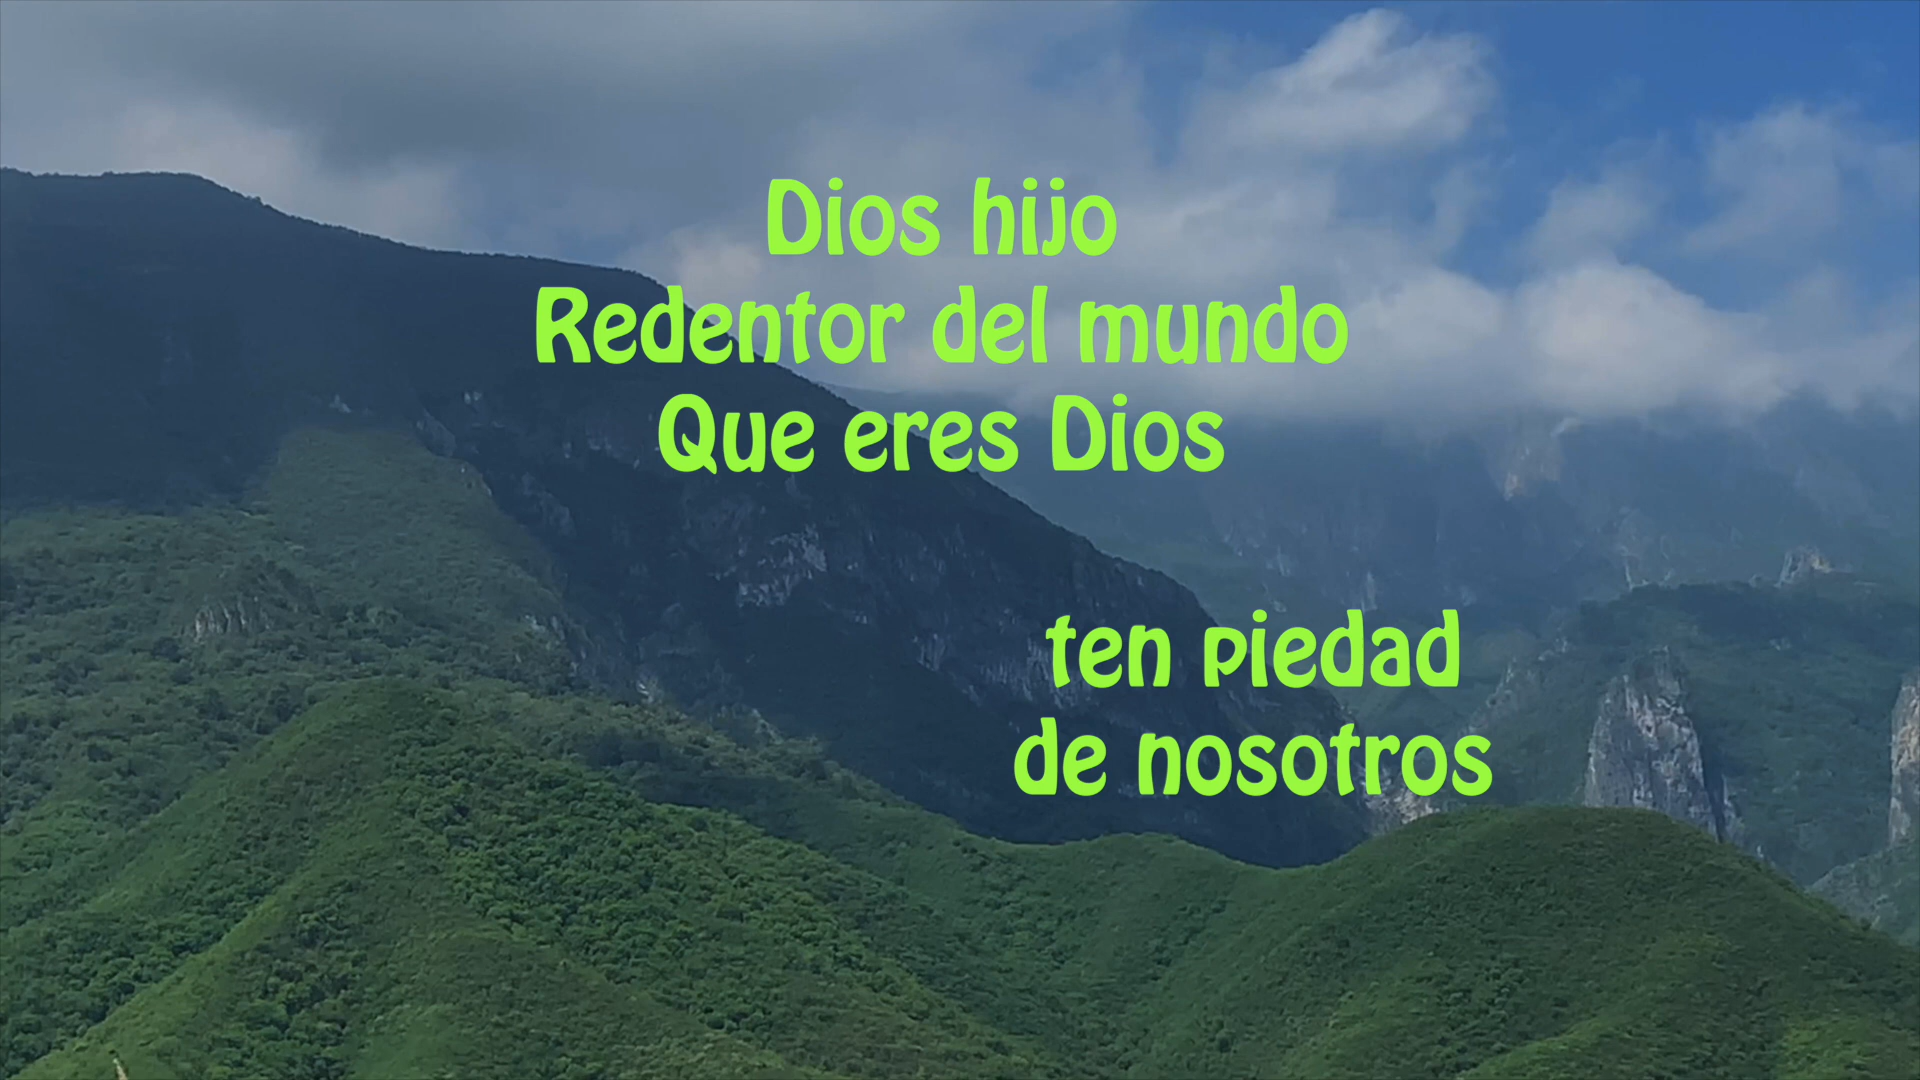 Dios hijo
Redentor del mundo
Que eres Dios
ten piedad
de nosotros